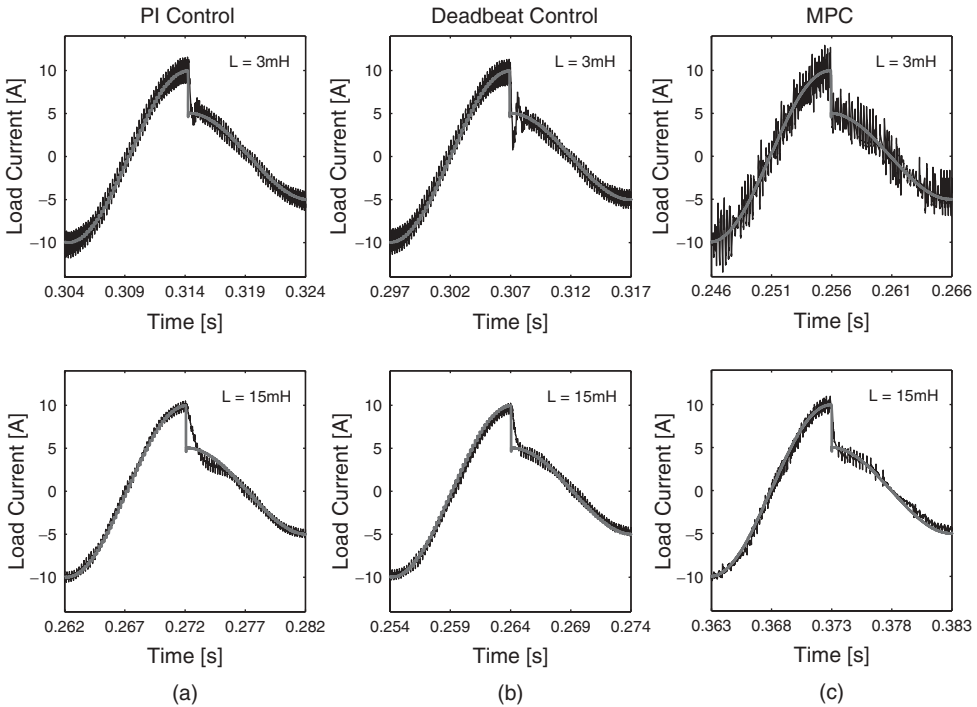 PI Control
Deadbeat Control
MPC
L = 3mH
10
5
0
−5
−10
Load Current [A]
0.304 0.309 0.314 0.319 0.324
Time [s]
L = 3mH
10
5
0
−5
−10
Load Current [A]
0.297 0.302 0.307 0.312 0.317
Time [s]
L = 3mH
10
5
0
−5
−10
Load Current [A]
0.246 0.251 0.256 0.261 0.266
Time [s]
L = 15mH
10
5
0
−5
−10
Load Current [A]
0.262 0.267 0.272 0.277 0.282
Time [s]
(a)
L = 15mH
10
5
0
−5
−10
Load Current [A]
0.254 0.259 0.264 0.269 0.274
Time [s]
(b)
L = 15mH
10
5
0
−5
−10
Load Current [A]
0.363 0.368 0.373 0.378 0.383
Time [s]
(c)